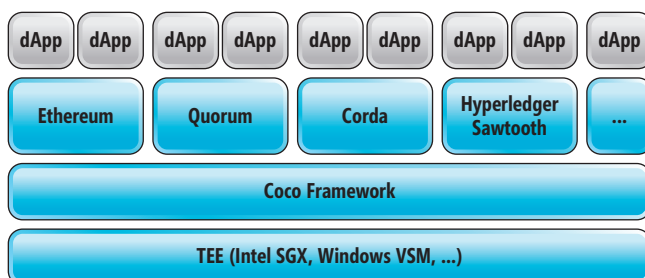 dApp dApp dApp dApp dApp dApp dApp dApp dApp
Ethereum Quorum Corda Hyperledger Sawtooth ...
Coco Framework
TEE (Intel SGX, Windows VSM, ...)